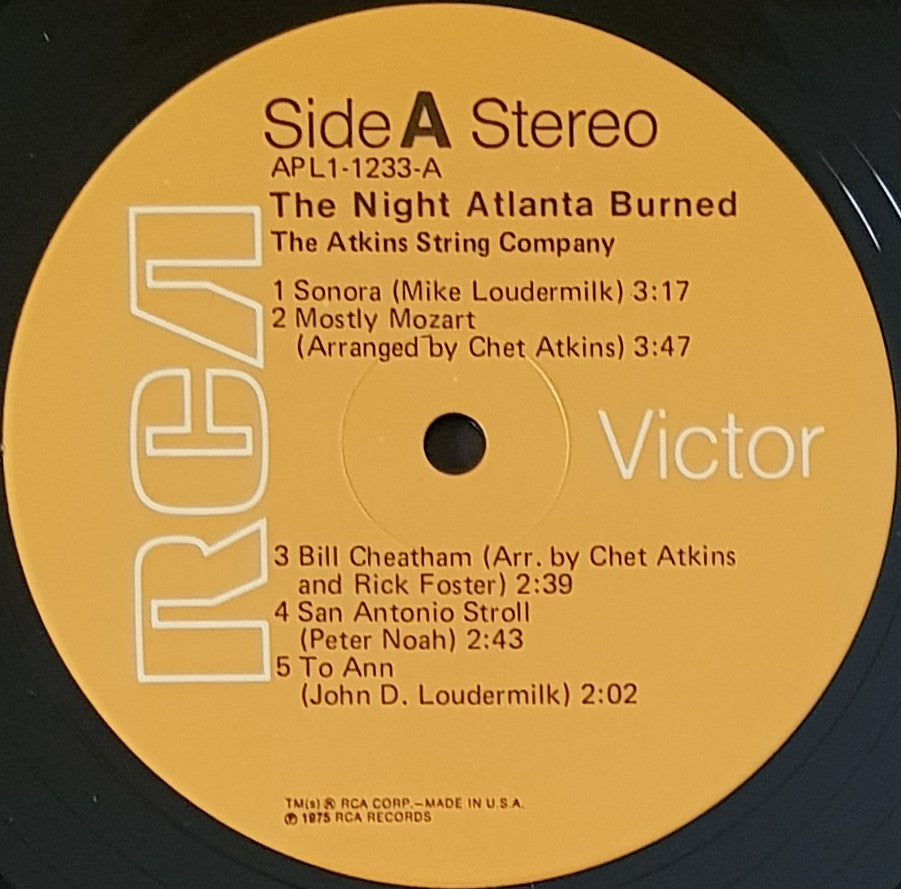 Side A Stereo
APL1-1233-A
The Night Atlanta Burned
The Atkins String Company
1 Sonora (Mike Loudermilk) 3:17
2 Mostly Mozart
(Arranged by Chet Atkins) 3:47
RCA
Victor
3 Bill Cheatham (Arr. by Chet Atkins
and Rick Foster) 2:39
4 San Antonio Stroll
(Peter Noah) 2:43
5 To Ann
(John D. Loudermilk) 2:02
TM(s) ® RCA CORP.—MADE IN U.S.A.
℗ 1975 RCA RECORDS